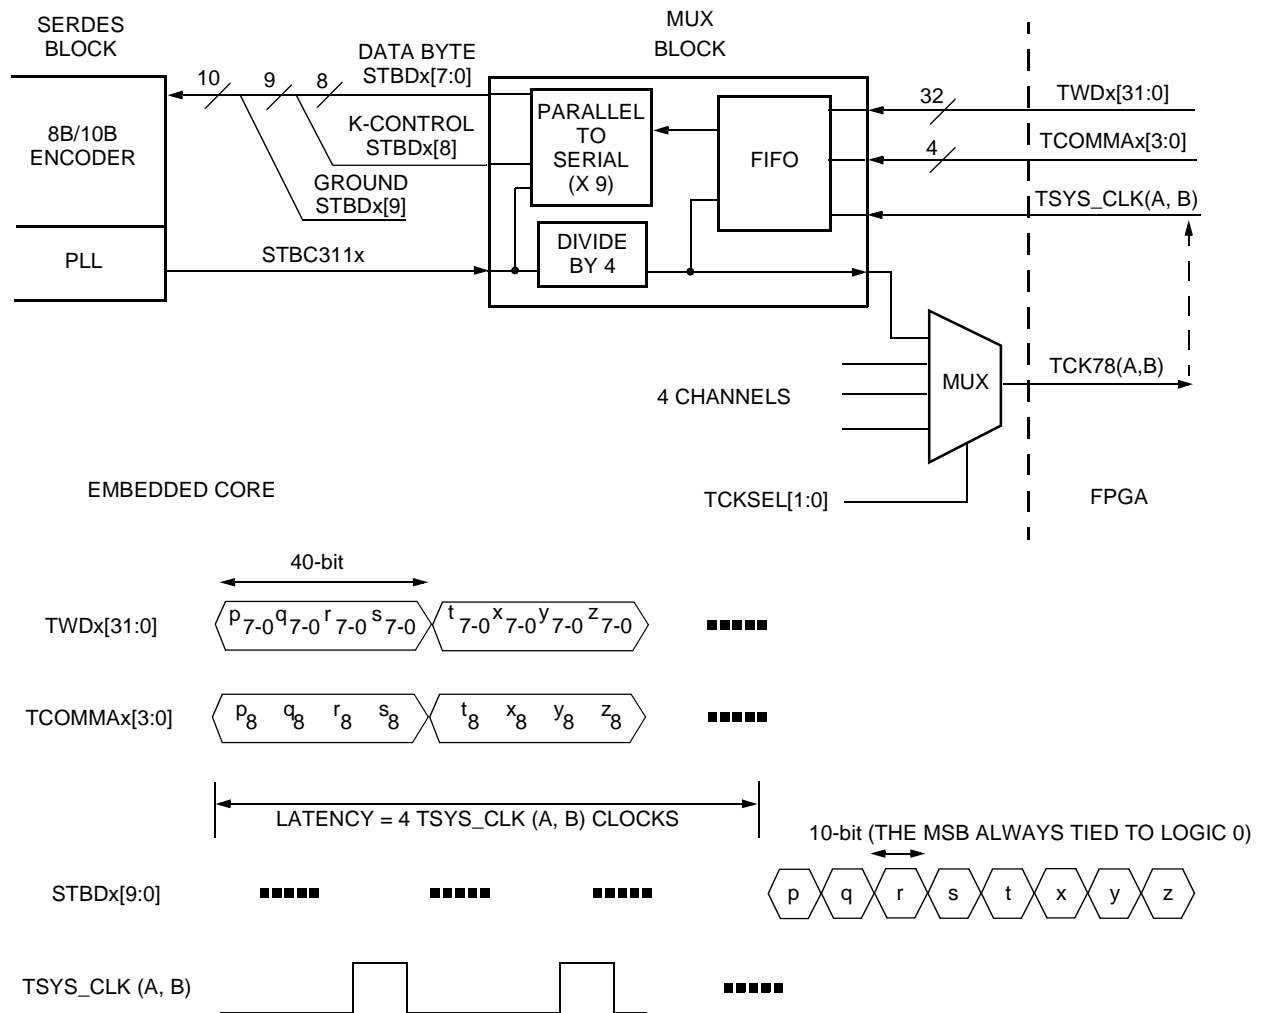 SERDES
BLOCK
MUX
BLOCK
DATA BYTE
STBDx[7:0]
10
9
8
K-CONTROL
STBDx[8]
GROUND
STBDx[9]
8B/10B
ENCODER
PLL
STBC311x
PARALLEL
TO
SERIAL
(X 9)
FIFO
DIVIDE
BY 4
32
TWDx[31:0]
4
TCOMMAx[3:0]
TSYS_CLK(A, B)
MUX
TCK78(A,B)
4 CHANNELS
TCKSEL[1:0]
EMBEDDED CORE
FPGA
40-bit
TWDx[31:0]
p7-0 q7-0 r7-0 s7-0
t7-0 x7-0 y7-0 z7-0
TCOMMAx[3:0]
p8 q8 r8 s8
t8 x8 y8 z8
LATENCY = 4 TSYS_CLK (A, B) CLOCKS
10-bit (THE MSB ALWAYS TIED TO LOGIC 0)
STBDx[9:0]
p q r s t x y z
TSYS_CLK (A, B)